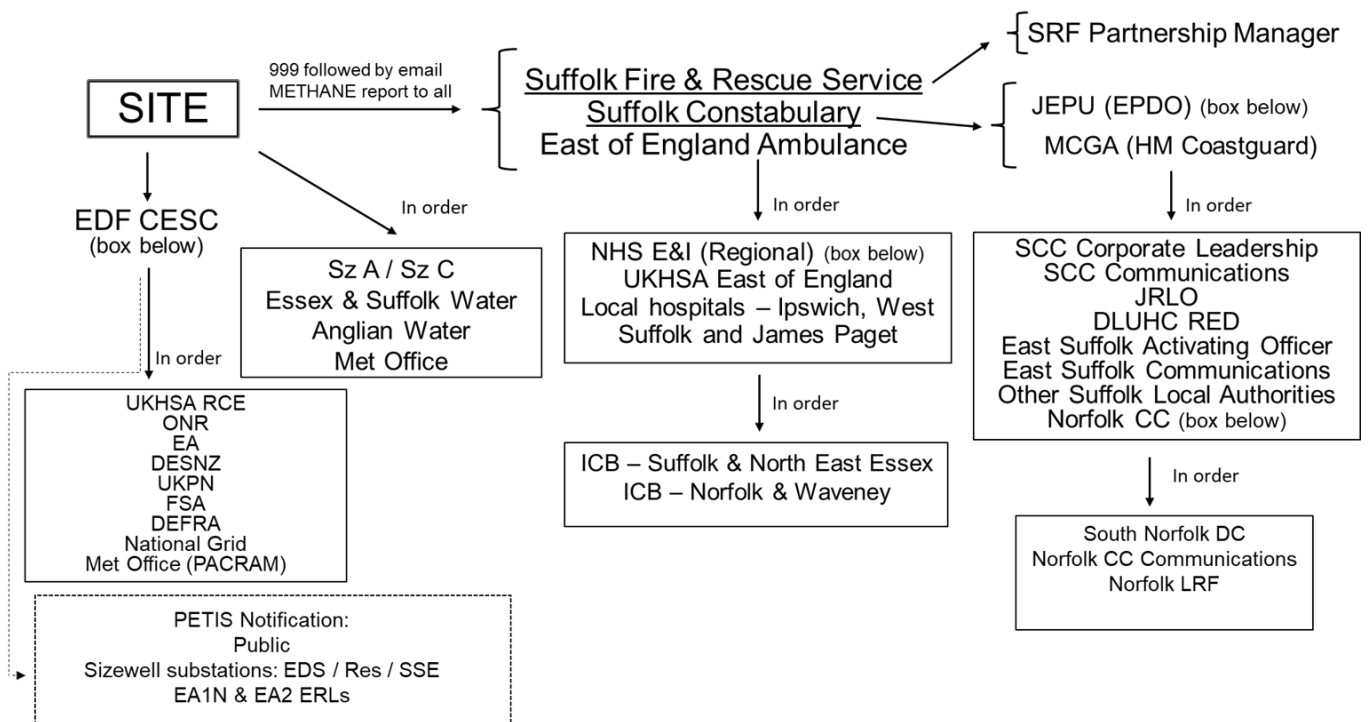 SITE
999 followed by email
METHANE report to all
Suffolk Fire & Rescue Service
Suffolk Constabulary
East of England Ambulance
SRF Partnership Manager
JEPU (EPDO) (box below)
MCGA (HM Coastguard)
EDF CESC
(box below)
In order
Sz A / Sz C
Essex & Suffolk Water
Anglian Water
Met Office
In order
NHS E&I (Regional) (box below)
UKHSA East of England
Local hospitals – Ipswich, West
Suffolk and James Paget
In order
SCC Corporate Leadership
SCC Communications
JRLO
DLUHC RED
East Suffolk Activating Officer
East Suffolk Communications
Other Suffolk Local Authorities
Norfolk CC (box below)
In order
UKHSA RCE
ONR
EA
DESNZ
UKPN
FSA
DEFRA
National Grid
Met Office (PACRAM)
In order
ICB – Suffolk & North East Essex
ICB – Norfolk & Waveney
In order
South Norfolk DC
Norfolk CC Communications
Norfolk LRF
PETIS Notification:
Public
Sizewell substations: EDS / Res / SSE
EA1N & EA2 ERLs